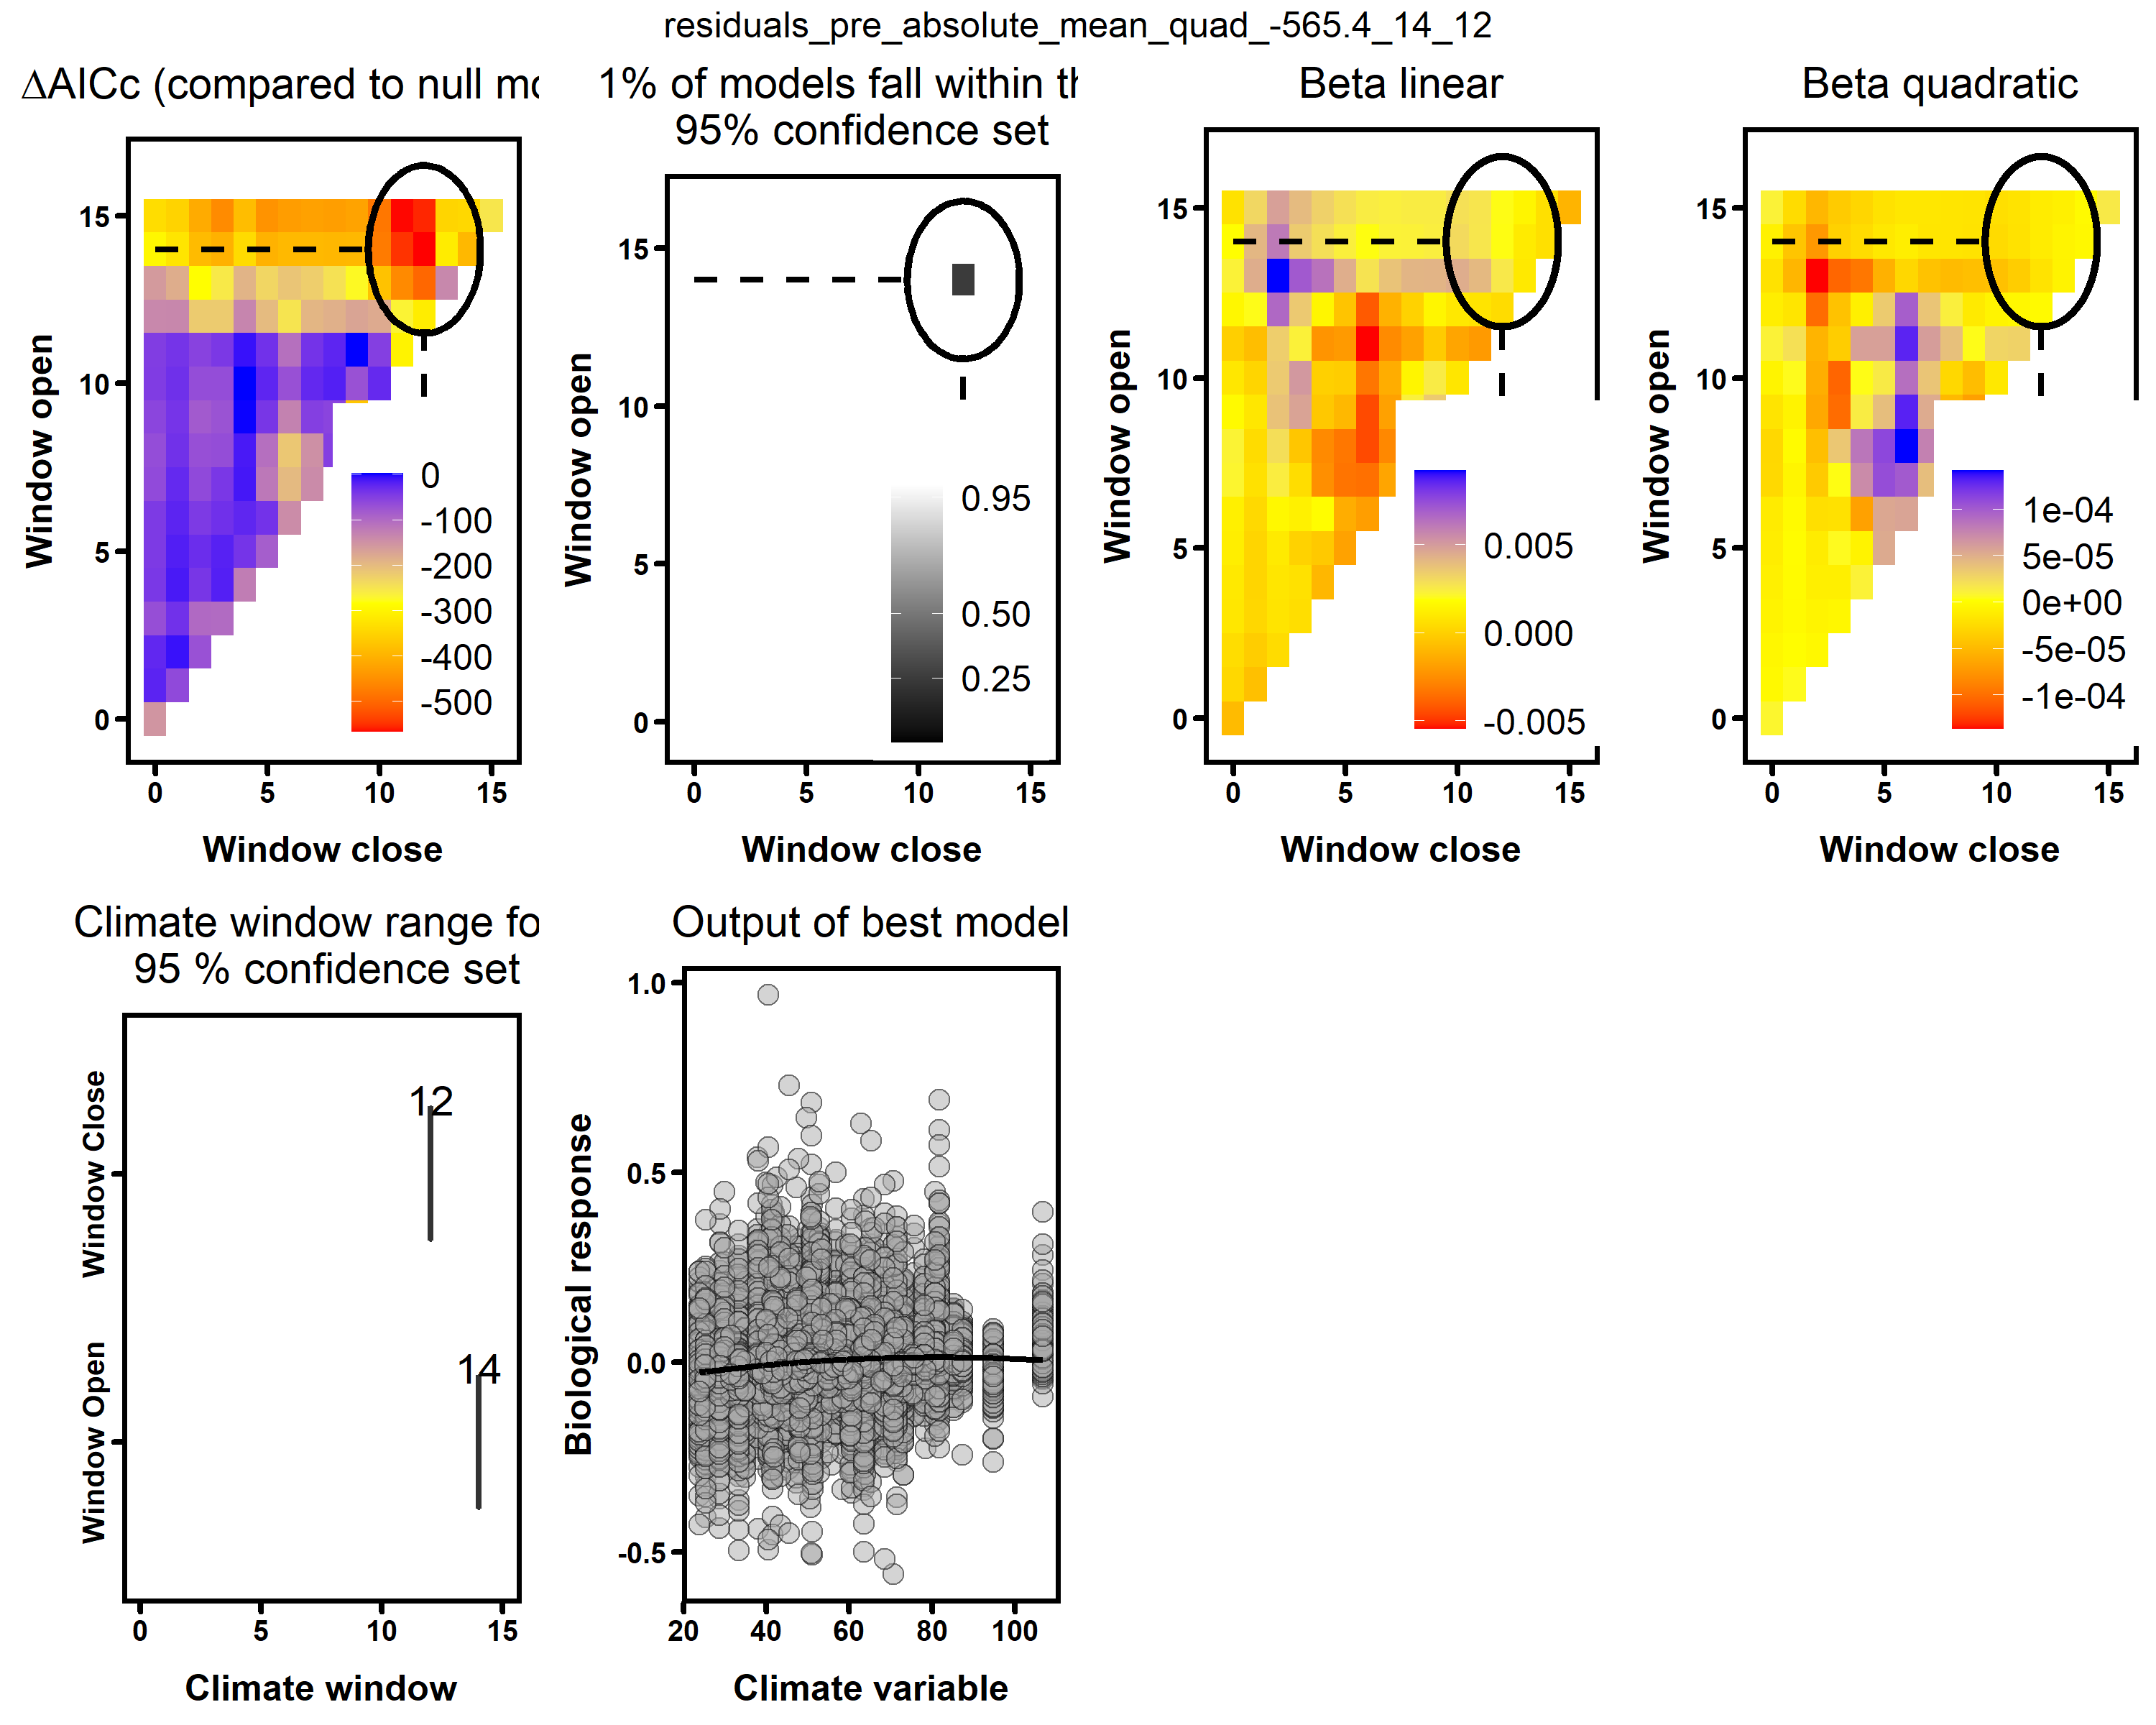 residuals_pre_absolute_mean_quad_-565.4_14_12
ΔAICc (compared to null mo
15
10
5
0
0
5
10
15
Window open
Window close
0
-100
-200
-300
-400
-500
1% of models fall within th
95% confidence set
15
10
5
0
0
5
10
15
Window open
Window close
0.95
0.50
0.25
Beta linear
15
10
5
0
0
5
10
15
Window open
Window close
0.005
0.000
-0.005
Beta quadratic
15
10
5
0
0
5
10
15
Window open
Window close
1e-04
5e-05
0e+00
-5e-05
-1e-04
Climate window range fo
95 % confidence set
Window Close
Window Open
12
14
0
5
10
15
Climate window
Output of best model
1.0
0.5
0.0
-0.5
Biological response
20
40
60
80
100
Climate variable